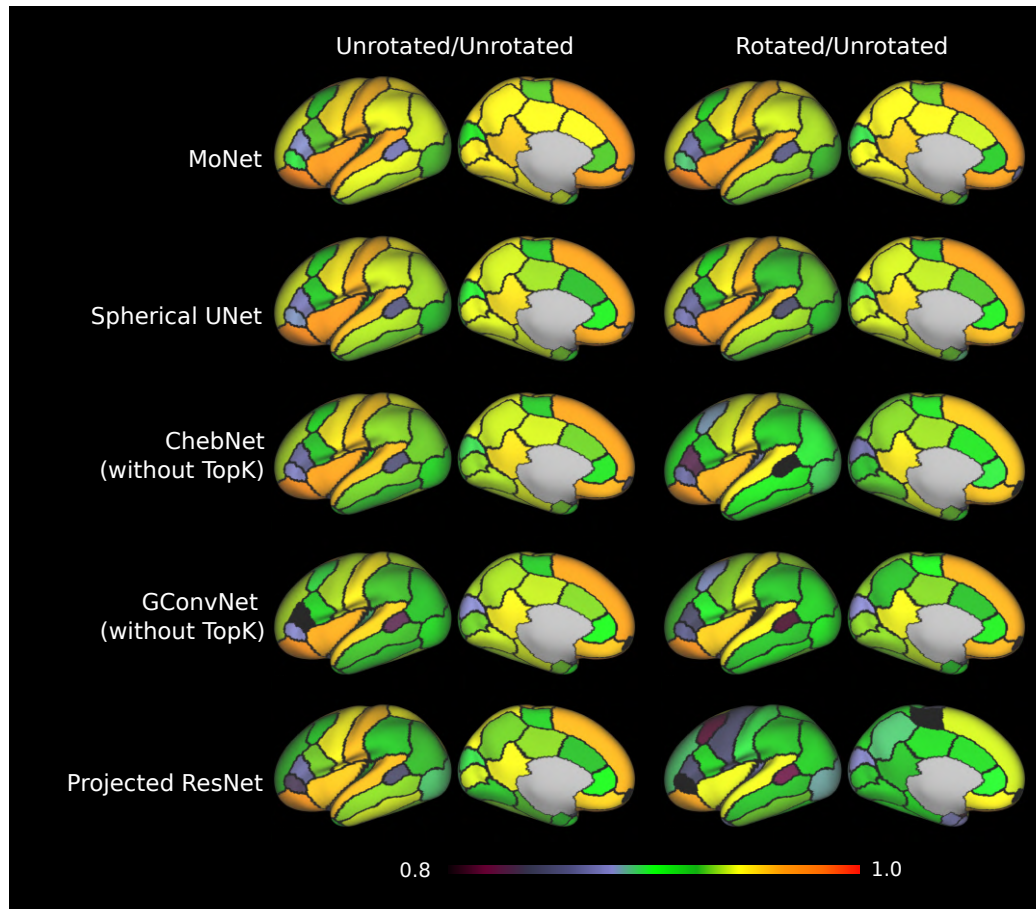 Unrotated/Unrotated
Rotated/Unrotated
MoNet
Spherical UNet
ChebNet
(without TopK)
GConvNet
(without TopK)
Projected ResNet
0.8
1.0